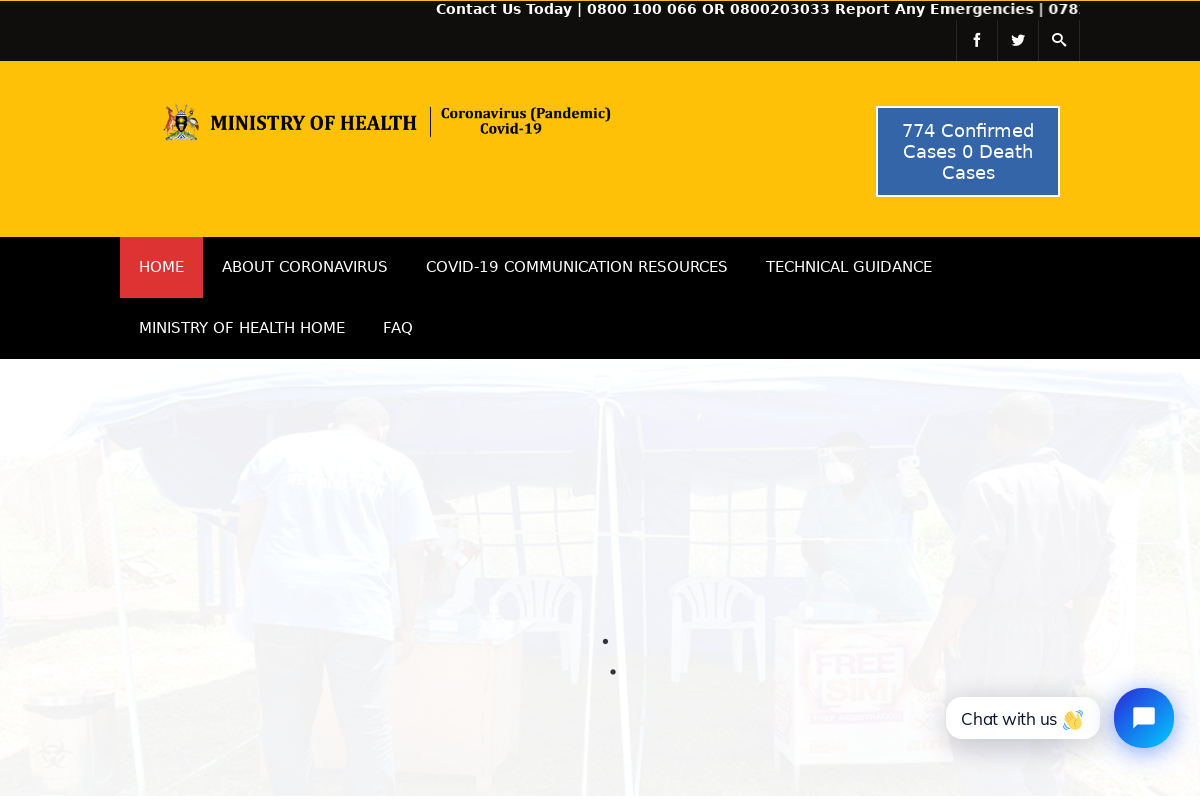 Contact Us Today | 0800 100 066 OR 0800203033 Report Any Emergencies | 078
MINISTRY OF HEALTH
Coronavirus (Pandemic)
Covid-19
774 Confirmed
Cases 0 Death
Cases
HOME
ABOUT CORONAVIRUS
COVID-19 COMMUNICATION RESOURCES
TECHNICAL GUIDANCE
MINISTRY OF HEALTH HOME
FAQ
FREE
SIM
Chat with us 👋